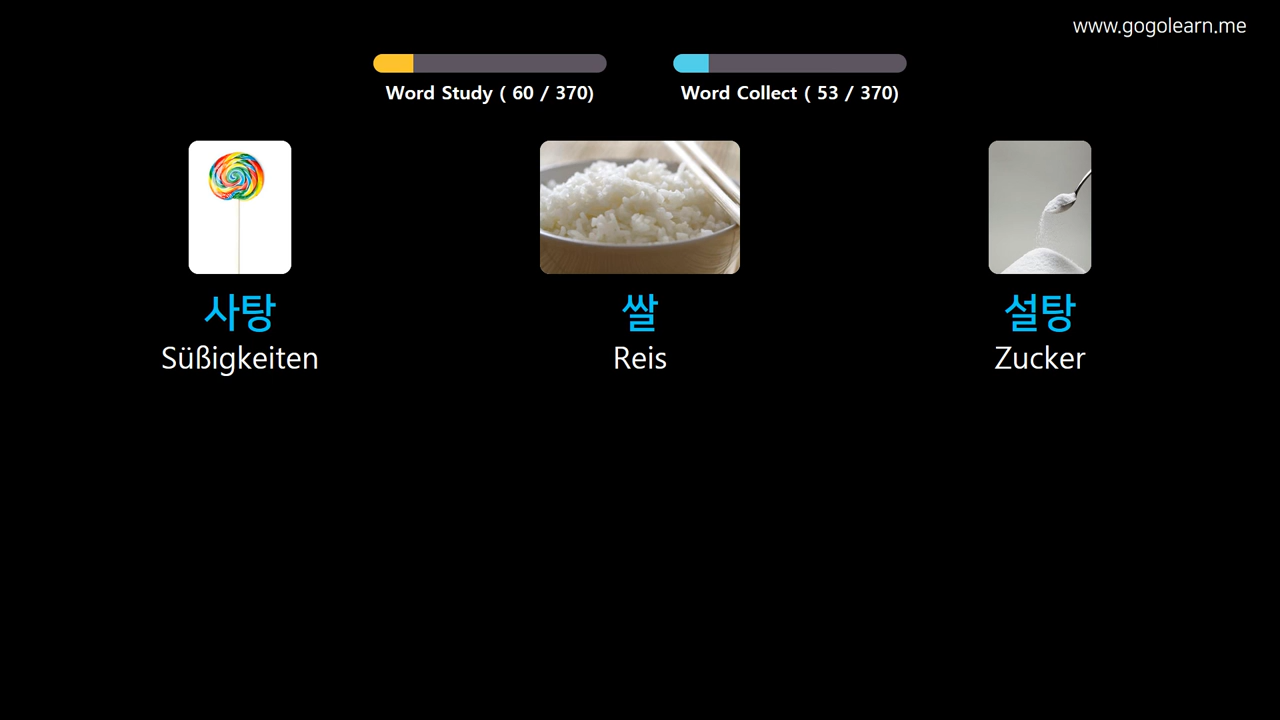 www.gogolearn.me
Word Study ( 60 / 370)
Word Collect ( 53 / 370)
사탕
Süßigkeiten
쌀
Reis
설탕
Zucker